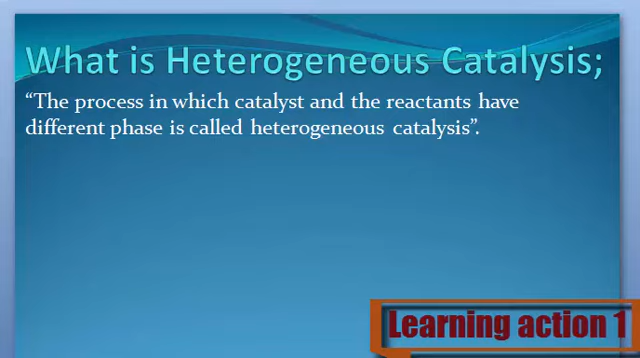 What is Heterogeneous Catalysis;
“The process in which catalyst and the reactants have
different phase is called heterogeneous catalysis”.
Learning action 1